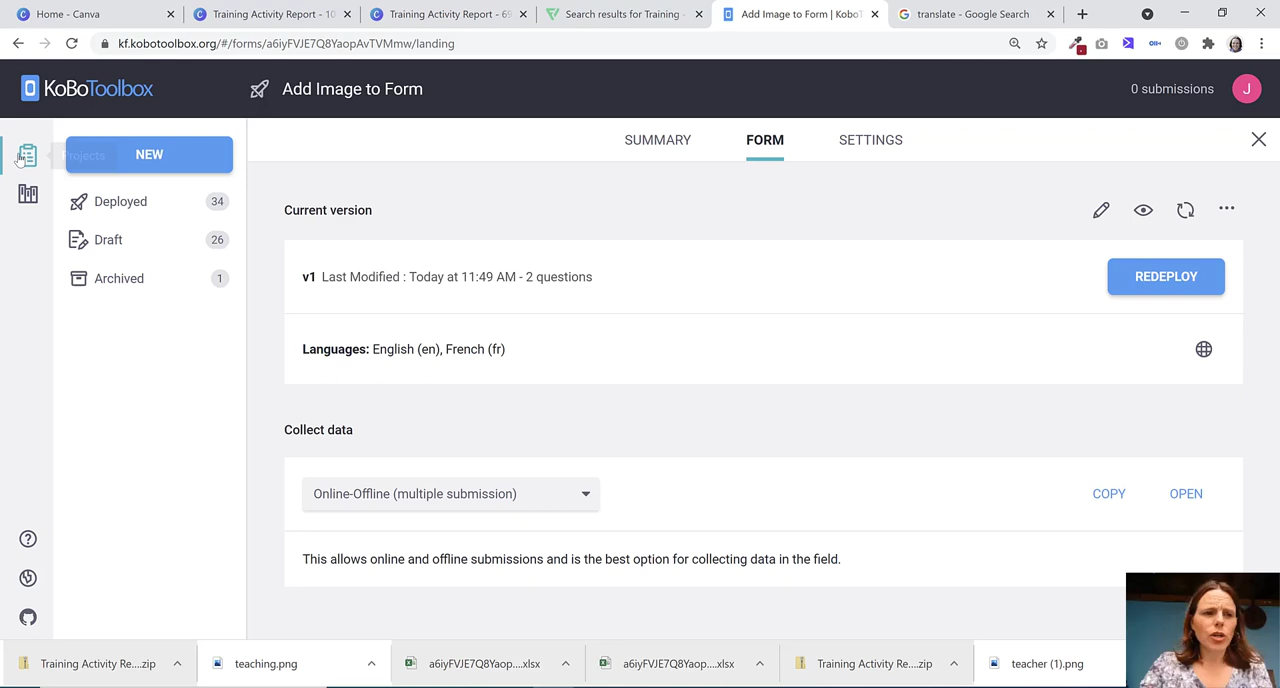 Home - Canva
Training Activity Report - 10
Training Activity Report - 69
Search results for Training -
Add Image to Form | KoboT
translate - Google Search
kf.kobotoolbox.org/#/forms/a6iyFVJE7Q8YaopAvTVMmw/landing
KoBoToolbox
Add Image to Form
0 submissions
J
Projects
NEW
SUMMARY
FORM
SETTINGS
Deployed
34
Draft
26
Archived
1
Current version
v1 Last Modified : Today at 11:49 AM - 2 questions
REDEPLOY
Languages: English (en), French (fr)
Collect data
Online-Offline (multiple submission)
COPY
OPEN
This allows online and offline submissions and is the best option for collecting data in the field.
Training Activity Re....zip
teaching.png
a6iyFVJE7Q8Yaop....xlsx
a6iyFVJE7Q8Yaop....xlsx
Training Activity Re....zip
teacher (1).png